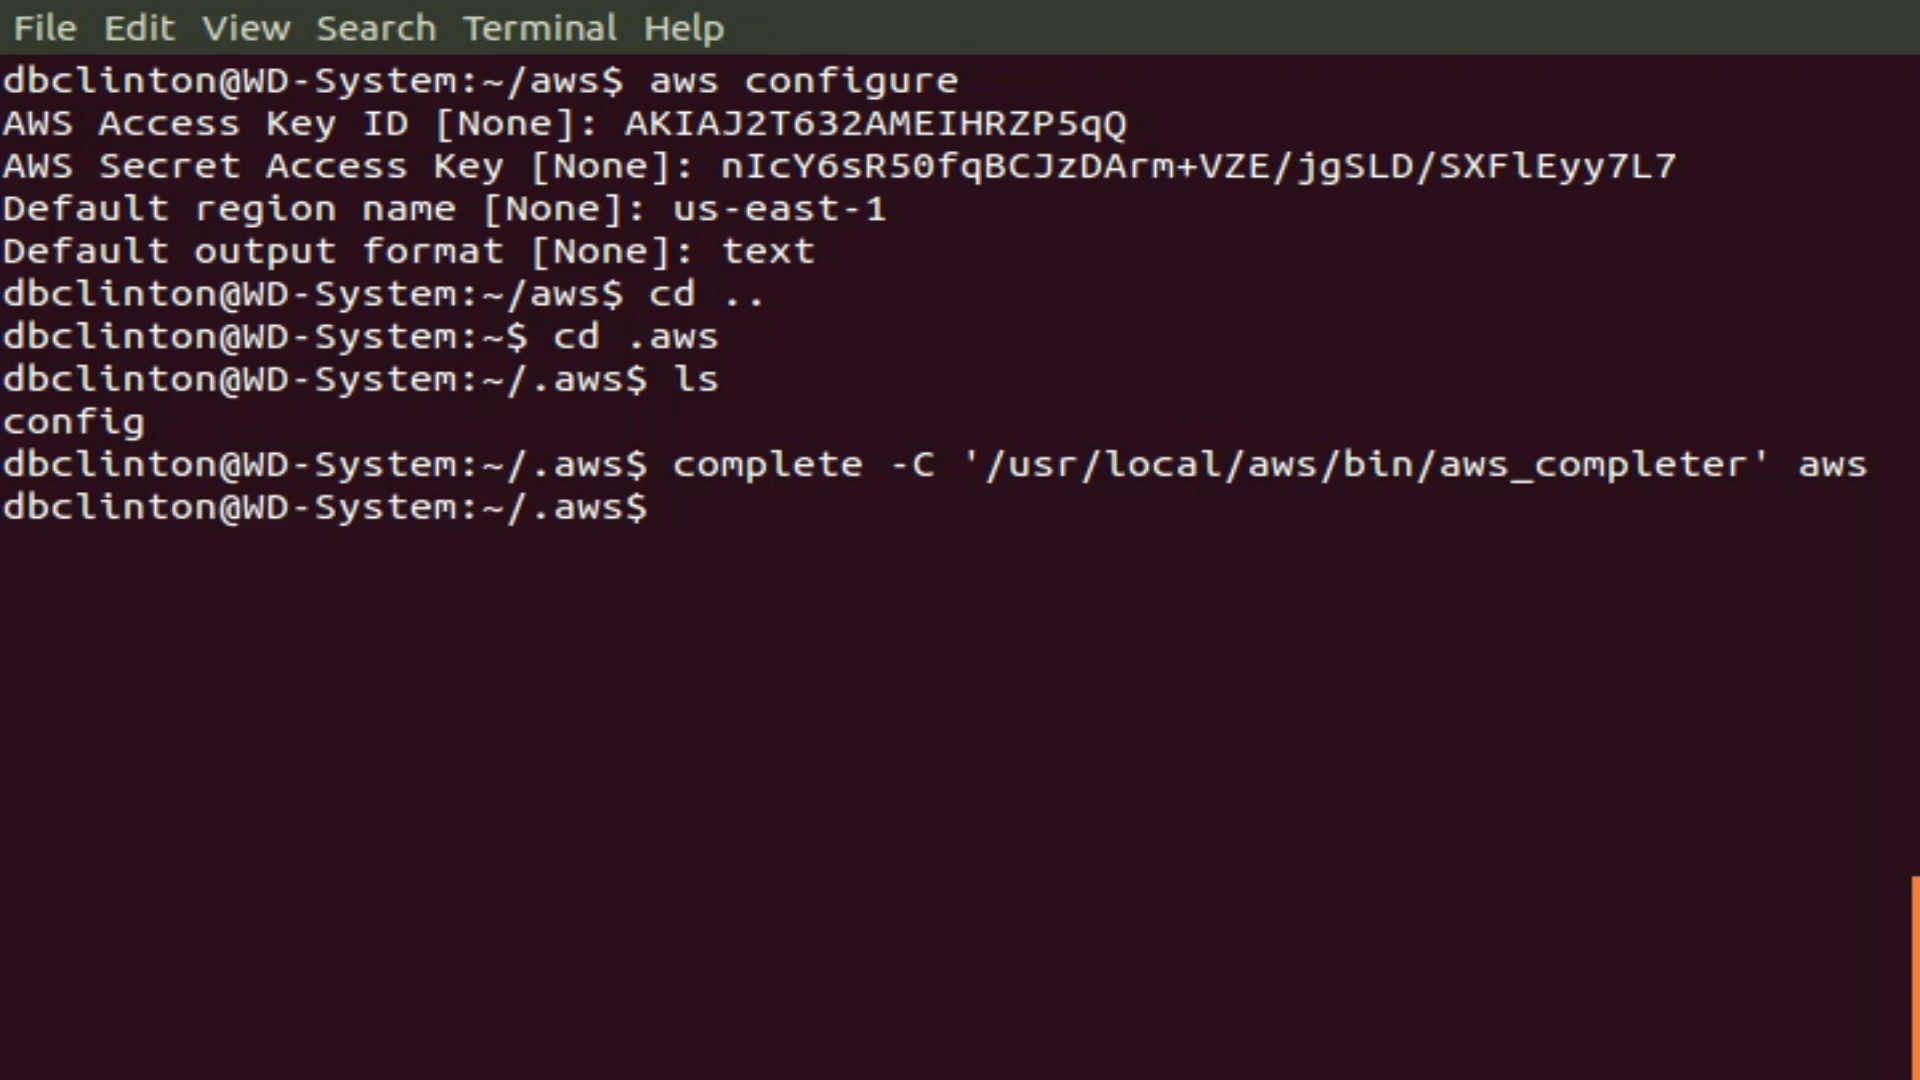 File Edit View Search Terminal Help
dbclinton@WD-System:~/aws$ aws configure
AWS Access Key ID [None]: AKIAJ2T632AMEIHRZP5qQ
AWS Secret Access Key [None]: nIcY6sR50fqBCJzDArm+VZE/jgSLD/SXFlEyy7L7
Default region name [None]: us-east-1
Default output format [None]: text
dbclinton@WD-System:~/aws$ cd ..
dbclinton@WD-System:~$ cd .aws
dbclinton@WD-System:~/.aws$ ls
config
dbclinton@WD-System:~/.aws$ complete -C '/usr/local/aws/bin/aws_completer' aws
dbclinton@WD-System:~/.aws$